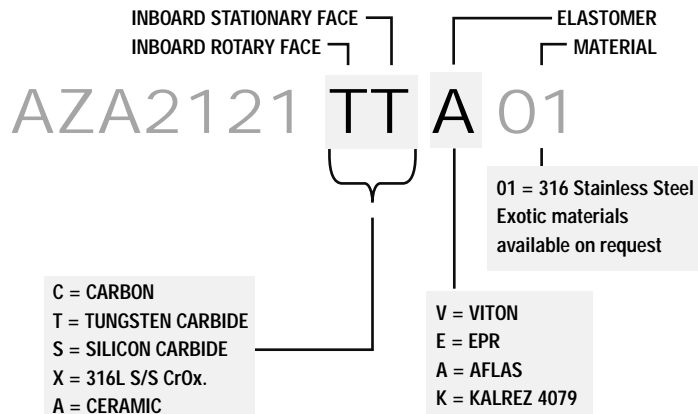 INBOARD STATIONARY FACE
INBOARD ROTARY FACE
ELASTOMER
MATERIAL
AZA2121 TT A 01
01 = 316 Stainless Steel
Exotic materials
available on request
C = CARBON
T = TUNGSTEN CARBIDE
S = SILICON CARBIDE
X = 316L S/S CrOx.
A = CERAMIC
V = VITON
E = EPR
A = AFLAS
K = KALREZ 4079